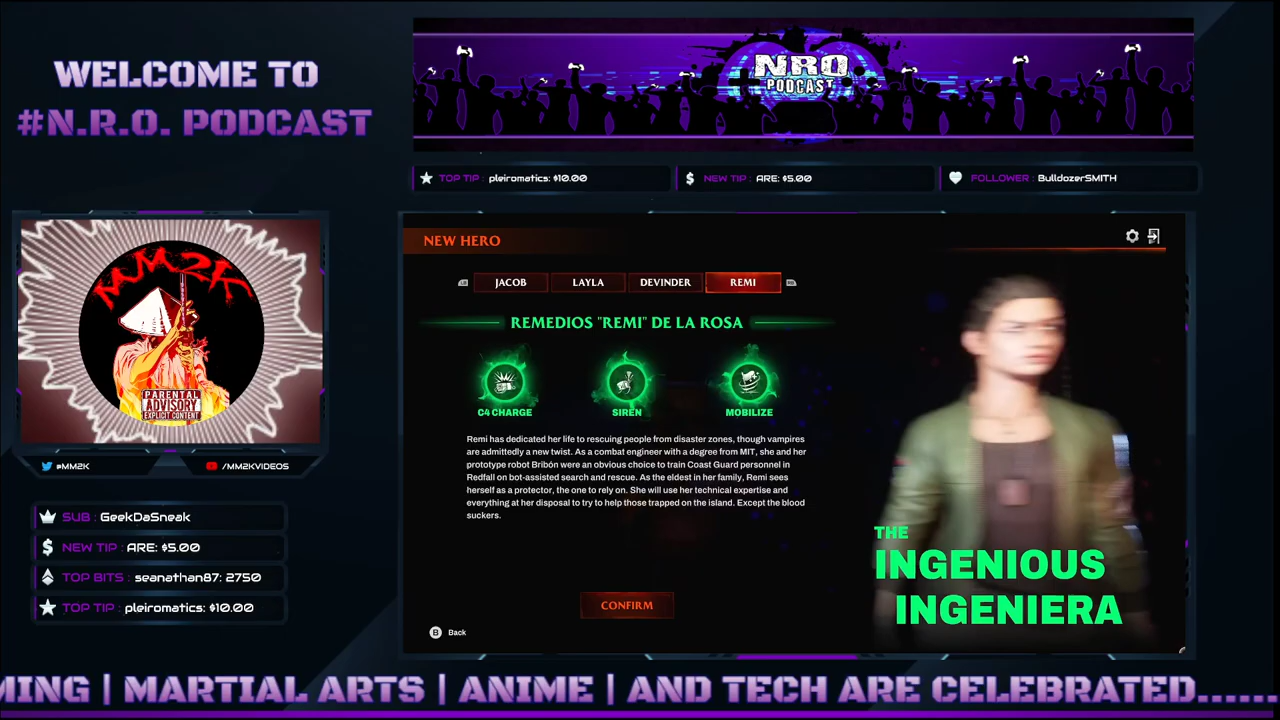 WELCOME TO
#N.R.O. PODCAST
NRO
PODCAST
TOP TIP : pleiromatics: $10.00
NEW TIP : ARE: $5.00
FOLLOWER : BulldozerSMITH
MM2K
PARENTAL
ADVISORY
EXPLICIT CONTENT
/MM2KVIDEOS
SUB : GeekDaSneak
NEW TIP : ARE: $5.00
TOP BITS : seanathan87: 2750
TOP TIP : pleiromatics: $10.00
NEW HERO
JACOB
LAYLA
DEVINDER
REMI
REMEDIOS "REMI" DE LA ROSA
C4 CHARGE
SIREN
MOBILIZE
Remi has dedicated her life to rescuing people from disaster zones, though vampires
are admittedly a new twist. As a combat engineer with a degree from MIT, she and her
prototype robot Bribón were an obvious choice to train Coast Guard personnel in
Redfall on bot-assisted search and rescue. As the eldest in her family, Remi sees
herself as a protector, the one to rely on. She will use her technical expertise and
everything at her disposal to try to help those trapped on the island. Except the blood
suckers.
THE
INGENIOUS
INGENIERA
CONFIRM
B Back
MING | MARTIAL ARTS | ANIME | AND TECH ARE CELEBRATED......